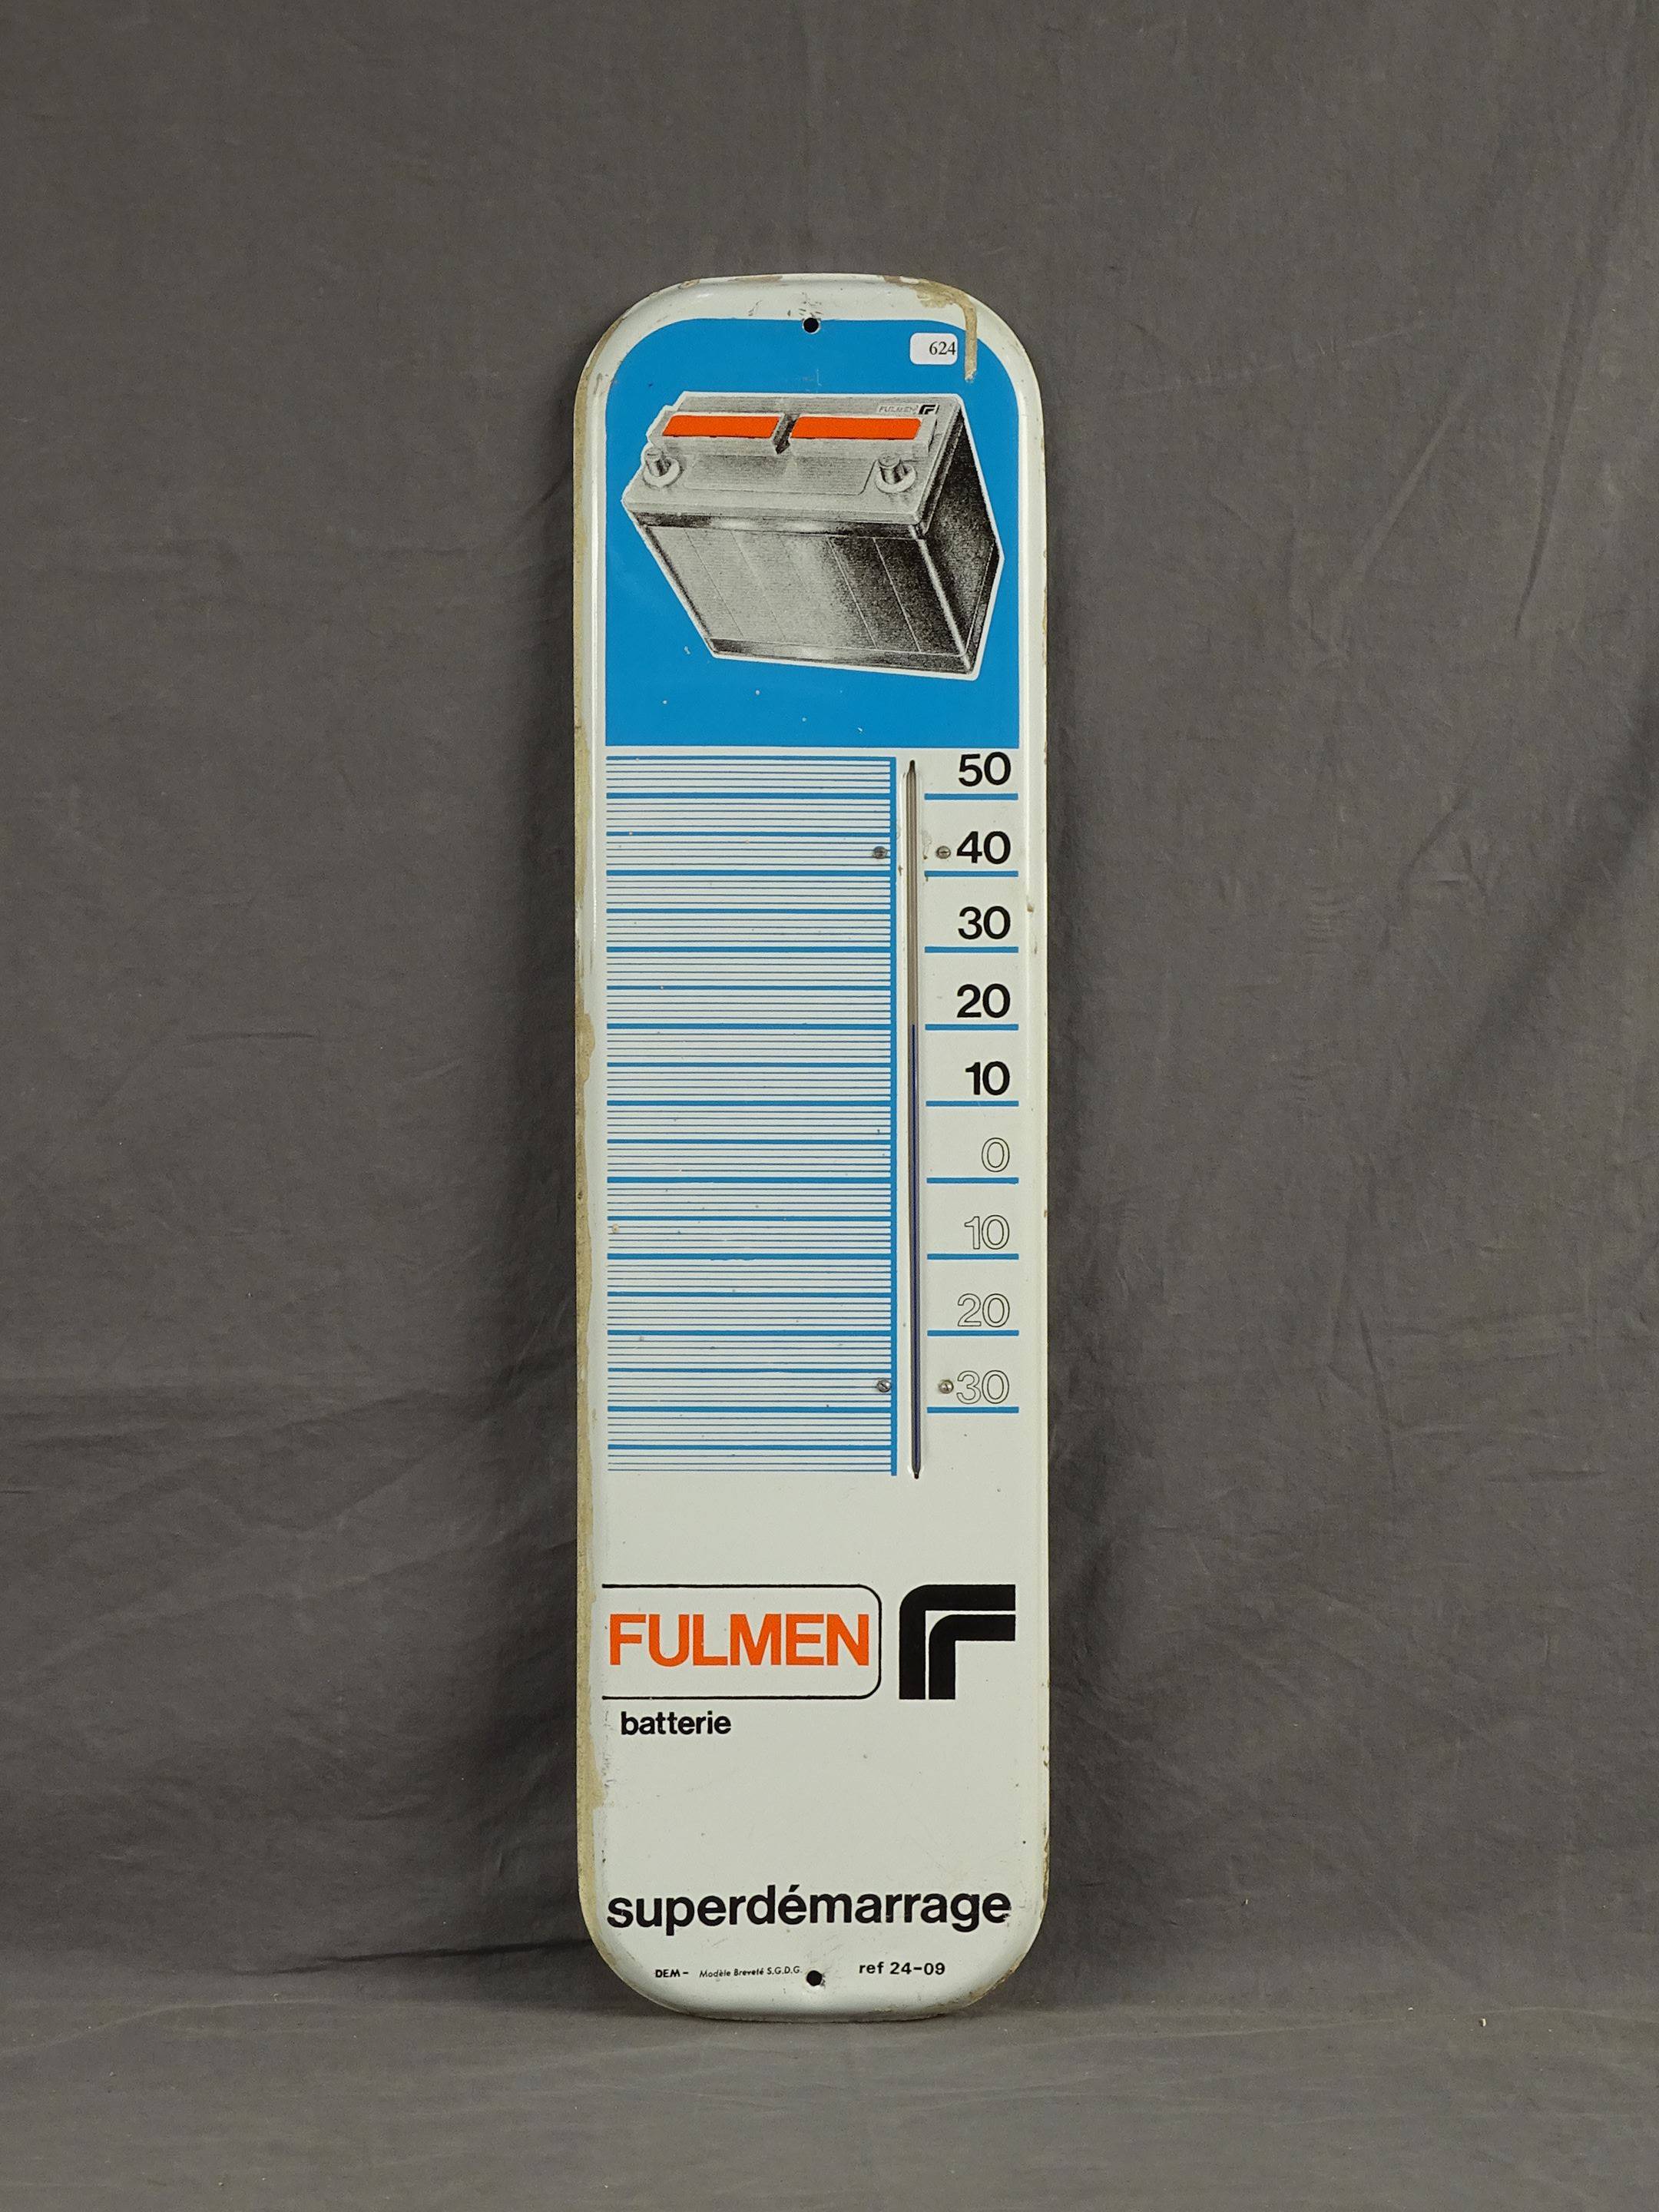 624
FULMEN
50
40
30
20
10
0
10
20
30
FULMEN
batterie
superdémarrage
DEM- Modèle Breveté S.G.D.G. ref 24-09